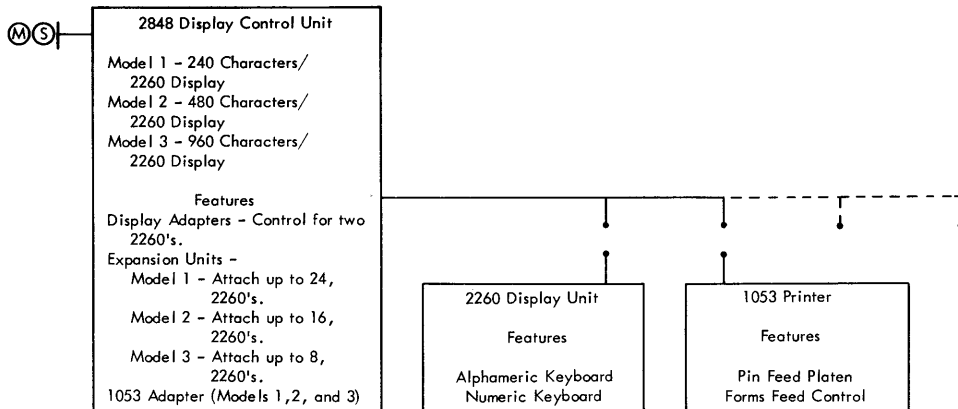 M S
2848 Display Control Unit
Model 1 - 240 Characters/
2260 Display
Model 2 - 480 Characters/
2260 Display
Model 3 - 960 Characters/
2260 Display
Features
Display Adapters - Control for two
2260's.
Expansion Units -
Model 1 - Attach up to 24,
2260's.
Model 2 - Attach up to 16,
2260's.
Model 3 - Attach up to 8,
2260's.
1053 Adapter (Models 1,2, and 3)
2260 Display Unit
Features
Alphameric Keyboard
Numeric Keyboard
1053 Printer
Features
Pin Feed Platen
Forms Feed Control